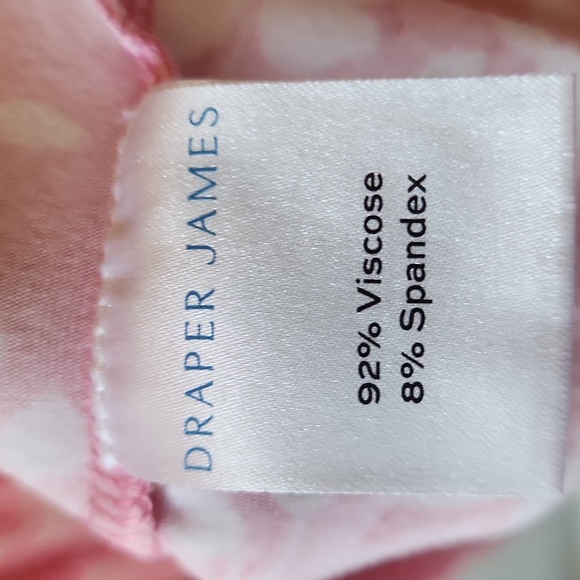 DRAPER JAMES
92% Viscose
8% Spandex